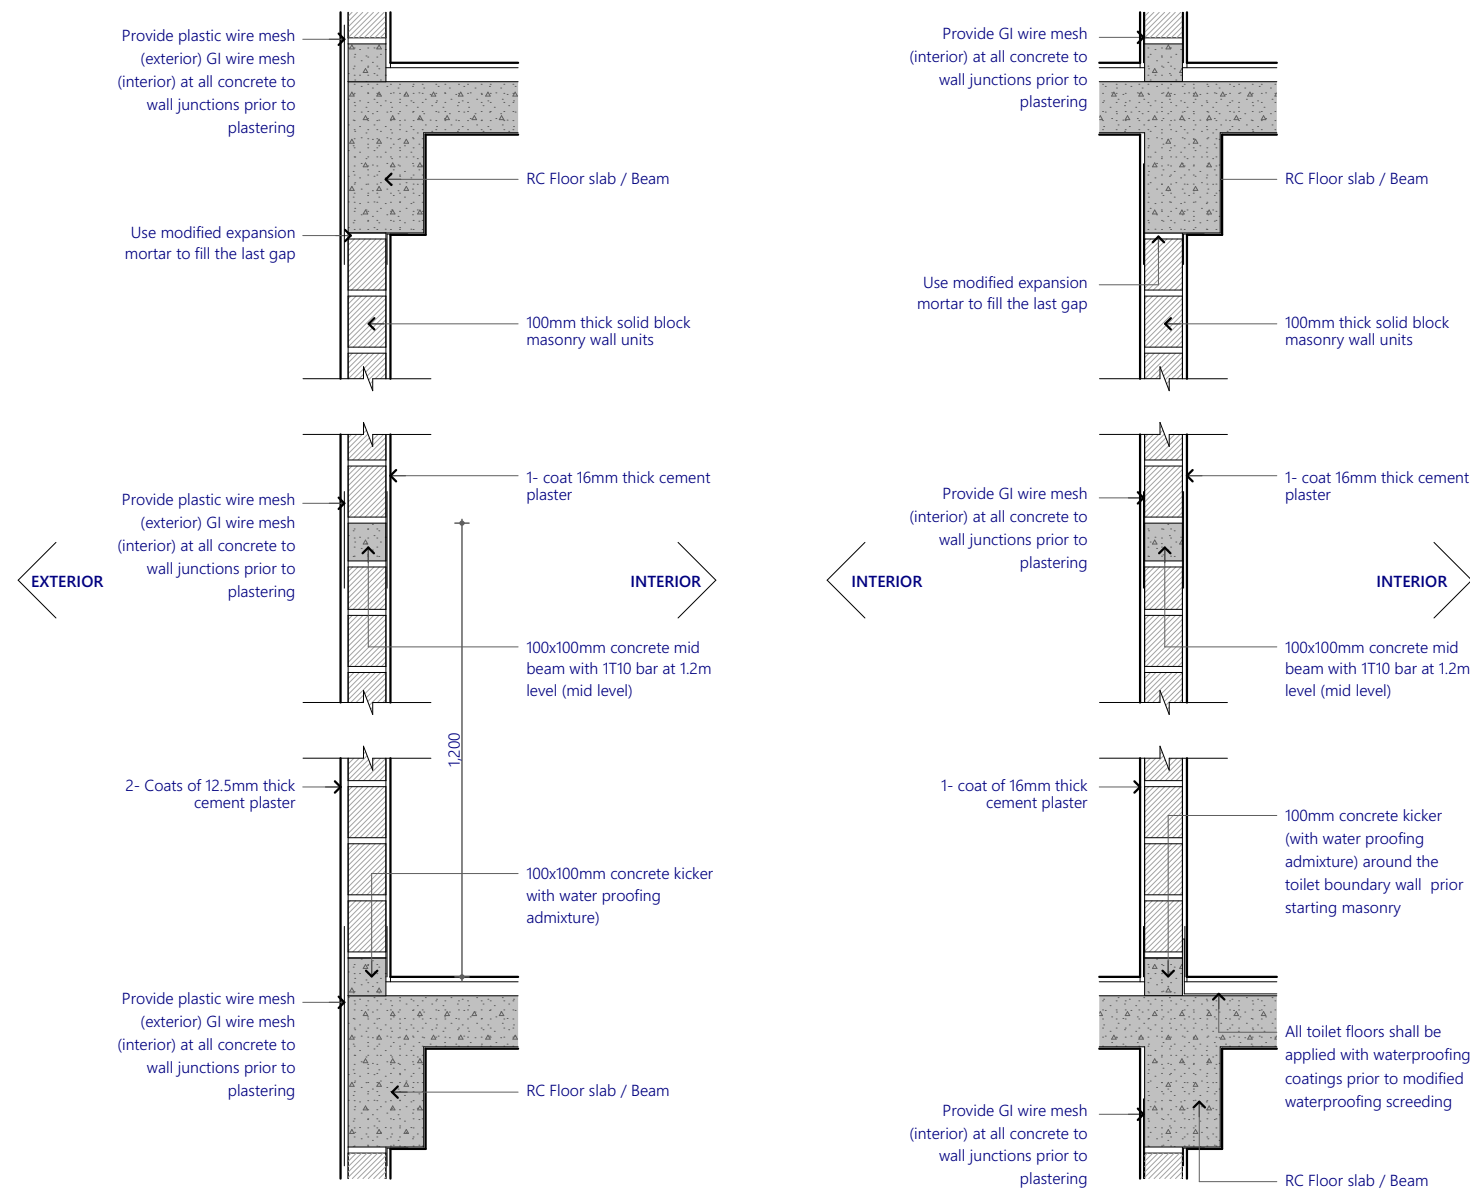 Provide plastic wire mesh
(exterior) GI wire mesh
(interior) at all concrete to
wall junctions prior to
plastering
RC Floor slab / Beam
Use modified expansion
mortar to fill the last gap
100mm thick solid block
masonry wall units
1- coat 16mm thick cement
plaster
Provide plastic wire mesh
(exterior) GI wire mesh
(interior) at all concrete to
wall junctions prior to
plastering
EXTERIOR
INTERIOR
100x100mm concrete mid
beam with 1T10 bar at 1.2m
level (mid level)
1,200
2- Coats of 12.5mm thick
cement plaster
100x100mm concrete kicker
with water proofing
admixture)
Provide plastic wire mesh
(exterior) GI wire mesh
(interior) at all concrete to
wall junctions prior to
plastering
RC Floor slab / Beam
Provide GI wire mesh
(interior) at all concrete to
wall junctions prior to
plastering
RC Floor slab / Beam
Use modified expansion
mortar to fill the last gap
100mm thick solid block
masonry wall units
1- coat 16mm thick cement
plaster
Provide GI wire mesh
(interior) at all concrete to
wall junctions prior to
plastering
INTERIOR
INTERIOR
100x100mm concrete mid
beam with 1T10 bar at 1.2m
level (mid level)
1- coat of 16mm thick
cement plaster
100mm concrete kicker
(with water proofing
admixture) around the
toilet boundary wall prior
starting masonry
All toilet floors shall be
applied with waterproofing
coatings prior to modified
waterproofing screeding
Provide GI wire mesh
(interior) at all concrete to
wall junctions prior to
plastering
RC Floor slab / Beam